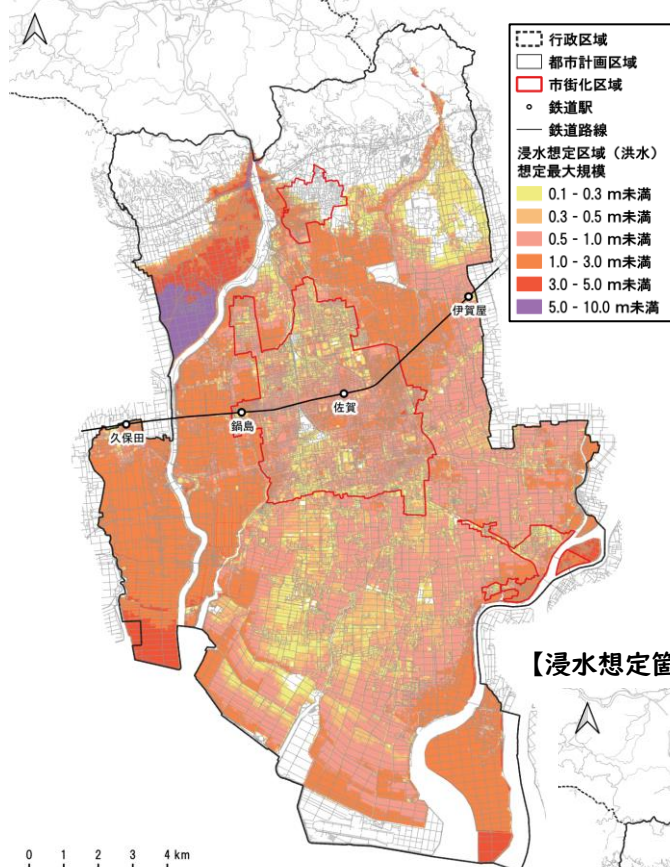 行政区域
都市計画区域
市街化区域
鉄道駅
鉄道路線
浸水想定区域（洪水）
想定最大規模
0.1 - 0.3 m未満
0.3 - 0.5 m未満
0.5 - 1.0 m未満
1.0 - 3.0 m未満
3.0 - 5.0 m未満
5.0 - 10.0 m未満
伊賀屋
佐賀
鍋島
久保田
【浸水想定箇
0 1 2 3 4 km